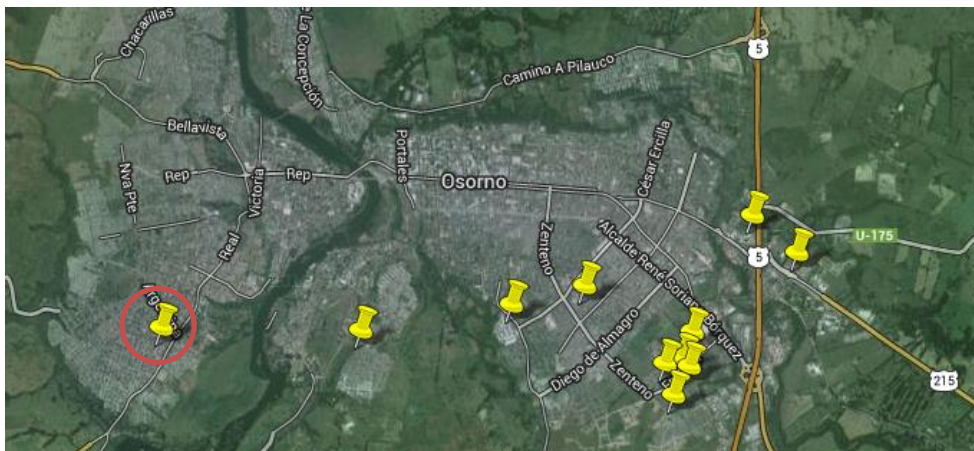 Chacarillas
La Concepción
5
Camino A Pilauco
Bellavista
Portales
César Ercilla
Rep
Rep
Osorno
Nva Pte
Victoria
Real
Zenteno
Alcalde René Soriano Bórquez
U-175
5
Diego de Almagro
Zenteno
215